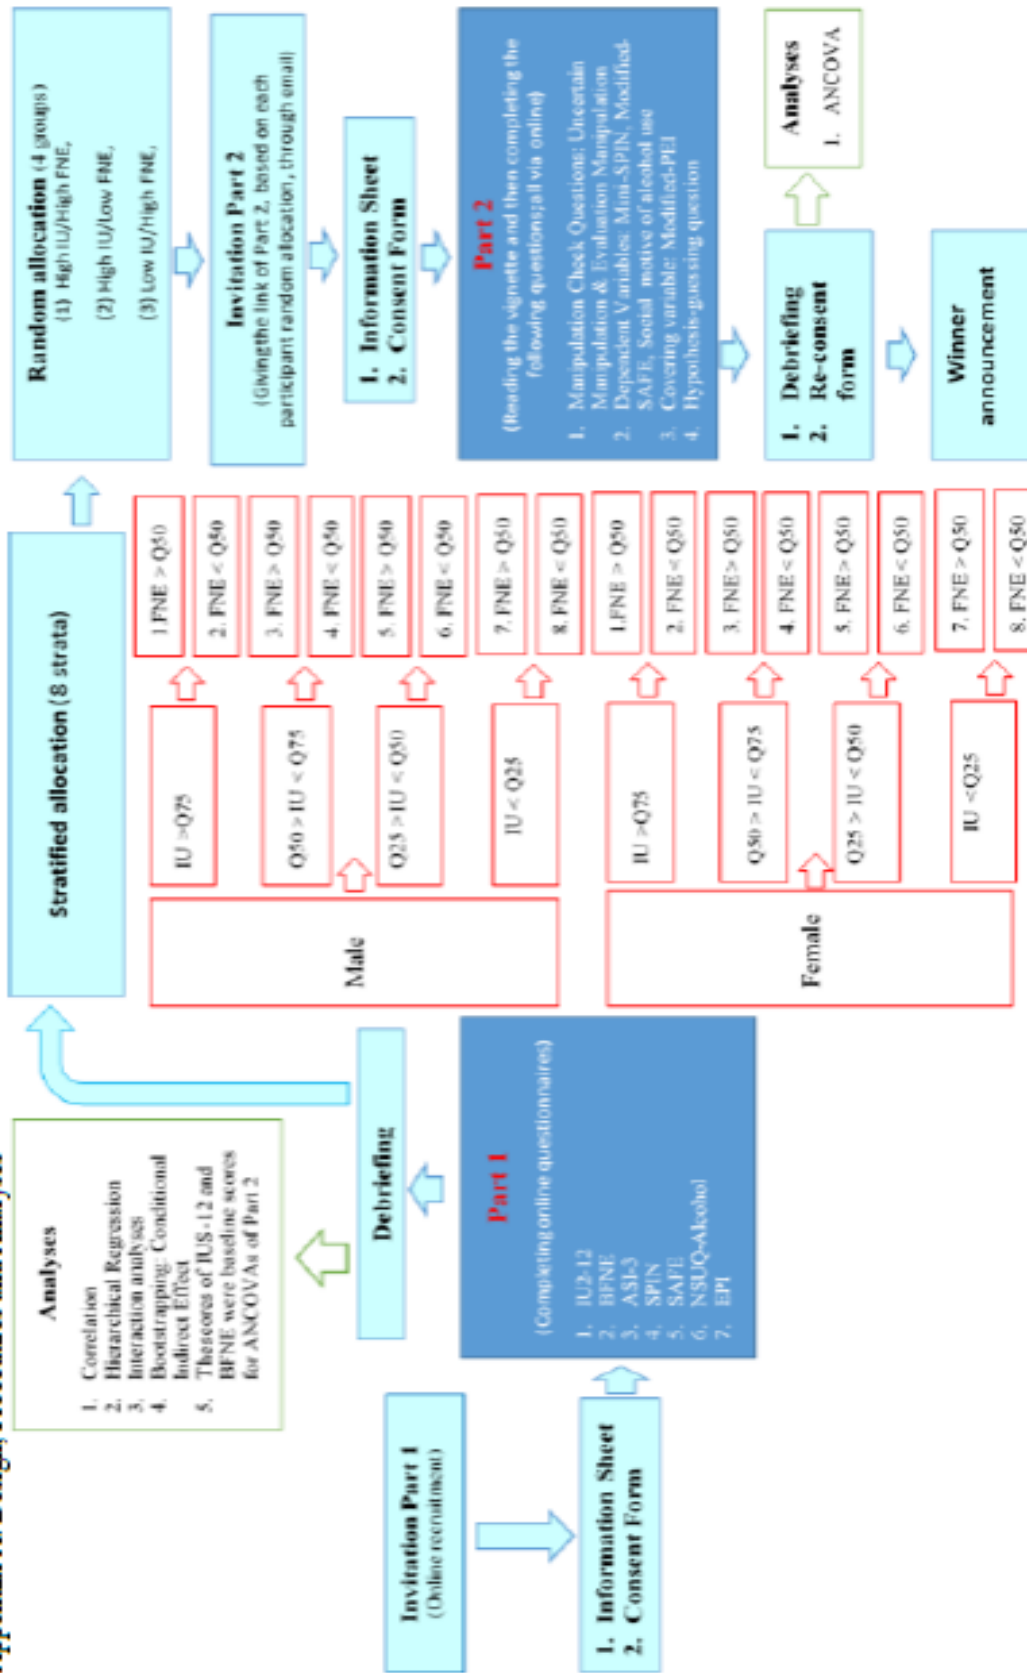 Analyses
1. Correlation
2. Hierarchical Regression
3. Interaction analyses
4. Bootstrapping: Conditional
Indirect Effect
5. Thescores of IUS-12 and
BFNE were baseline scores
for ANCOVAs of Part 2
Invitation Part 1
(Online recruitment)
1. Information Sheet
2. Consent Form
Debriefing
Part 1
(Completing online questionnaires)
1. IU2-12
2. BFNE
3. ASI-3
4. SPIN
5. SAFE
6. NSUQ-Alcohol
7. EPI
Stratified allocation (8 strata)
Male
IU >Q75
Q50 > IU < Q75
Q25 > IU < Q50
IU < Q25
1.FNE > Q50
2. FNE < Q50
3. FNE > Q50
4. FNE < Q50
5. FNE > Q50
6. FNE < Q50
7. FNE > Q50
8. FNE < Q50
Female
IU >Q75
Q50 > IU < Q75
Q25 > IU < Q50
IU <Q25
1.FNE > Q50
2. FNE < Q50
3. FNE > Q50
4. FNE < Q50
5. FNE > Q50
6. FNE < Q50
7. FNE > Q50
8. FNE < Q50
Random allocation (4 groups)
(1) High IU/High FNE,
(2) High IU/Low FNE,
(3) Low IU/High FNE,
Invitation Part 2
(Giving the link of Part 2, based on each
participant random allocation, through email)
1. Information Sheet
2. Consent Form
Part 2
(Reading the vignette and then completing the
following questions; all via online)
1. Manipulation Check Questions: Uncertain
Manipulation & Evaluation Manipulation
2. Dependent Variables: Mini-SPIN, Modified-
SAFE, Social motive of alcohol use
3. Covering variable: Modified-PEI
4. Hypothesis-guessing question
1. Debriefing
2. Re-consent
form
Analyses
1. ANCOVA
Winner
announcement